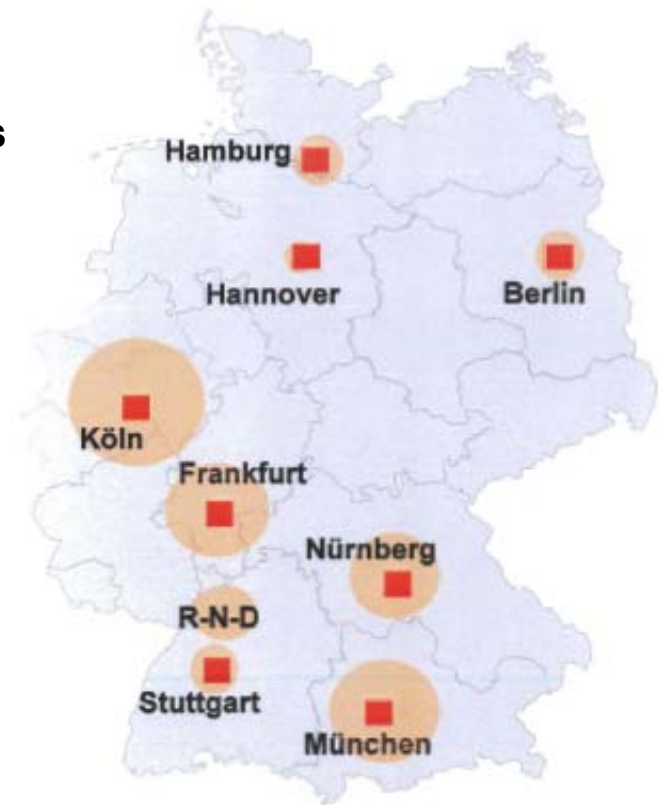 s
Hamburg
Hannover
Berlin
Köln
Frankfurt
Nürnberg
R-N-D
Stuttgart
München